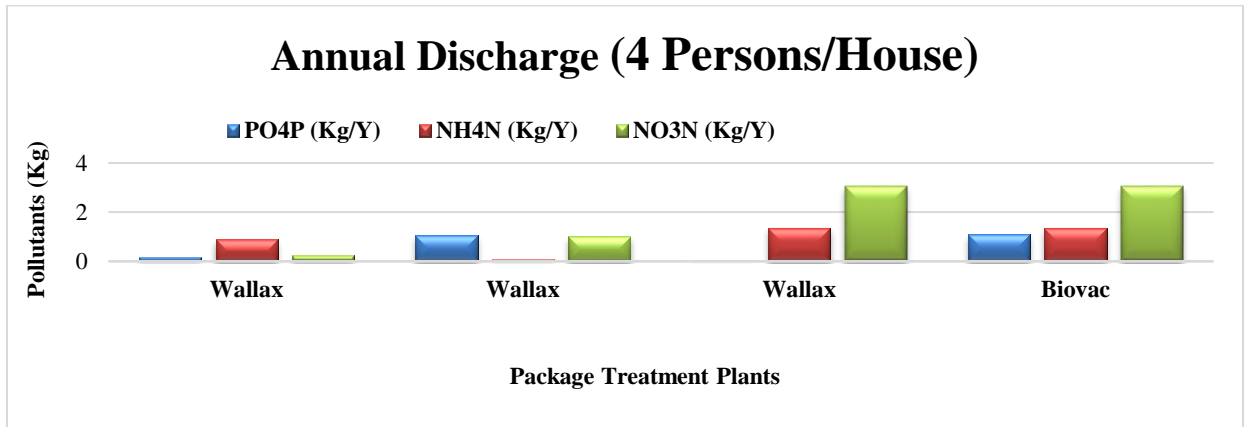 Annual Discharge (4 Persons/House)
PO4P (Kg/Y) NH4N (Kg/Y) NO3N (Kg/Y)
Pollutants (Kg)
4
2
0
Wallax Wallax Wallax Biovac
Package Treatment Plants